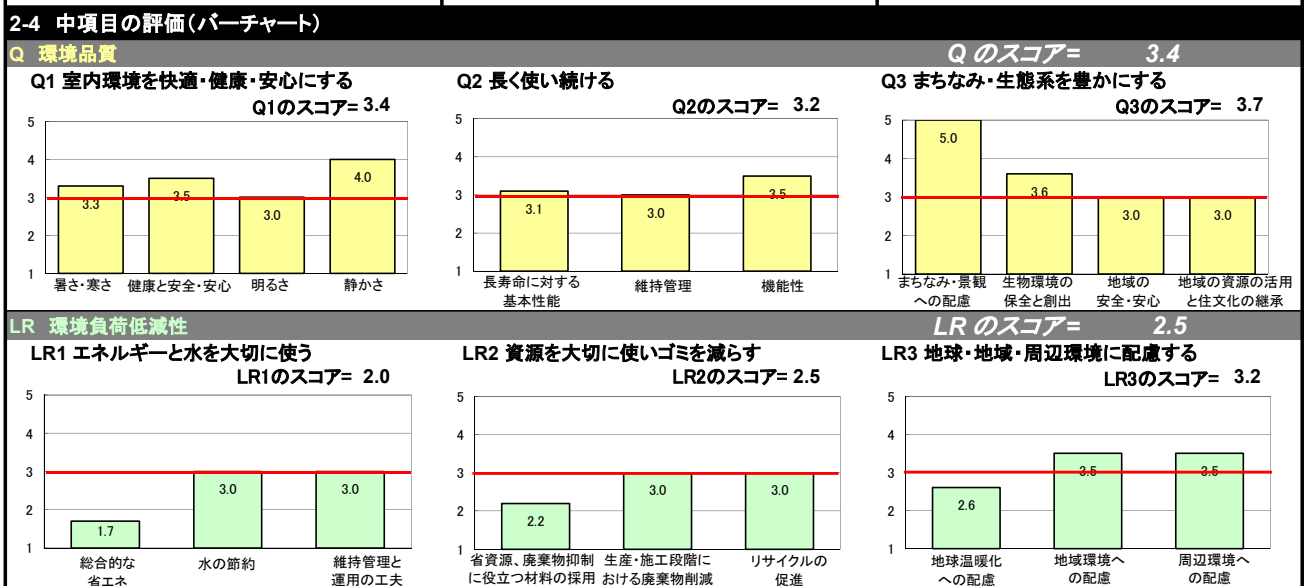 2-4 中項目の評価(バーチャート)
Q 環境品質
Q のスコア= 3.4
Q1 室内環境を快適・健康・安心にする
Q1のスコア= 3.4
5
4
3
2
1
3.3
3.5
3.0
4.0
暑さ・寒さ
健康と安全・安心
明るさ
静かさ
Q2 長く使い続ける
Q2のスコア= 3.2
5
4
3
2
1
3.1
3.0
3.5
長寿命に対する
基本性能
維持管理
機能性
Q3 まちなみ・生態系を豊かにする
Q3のスコア= 3.7
5
4
3
2
1
5.0
3.6
3.0
3.0
まちなみ・景観
への配慮
生物環境の
保全と創出
地域の
安全・安心
地域の資源の活用
と住文化の継承
LR 環境負荷低減性
LR のスコア= 2.5
LR1 エネルギーと水を大切に使う
LR1のスコア= 2.0
5
4
3
2
1
1.7
3.0
3.0
総合的な
省エネ
水の節約
維持管理と
運用の工夫
LR2 資源を大切に使いゴミを減らす
LR2のスコア= 2.5
5
4
3
2
1
2.2
3.0
3.0
省資源、廃棄物抑制
に役立つ材料の採用
生産・施工段階に
おける廃棄物削減
リサイクルの
促進
LR3 地球・地域・周辺環境に配慮する
LR3のスコア= 3.2
5
4
3
2
1
2.6
3.5
3.5
地球温暖化
への配慮
地域環境へ
の配慮
周辺環境へ
の配慮